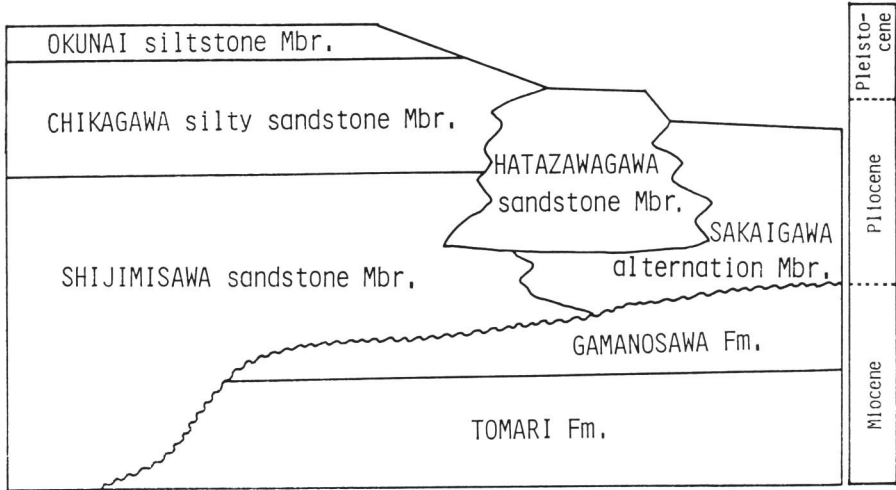 OKUNAI siltstone Mbr.
CHIKAGAWA silty sandstone Mbr.
HATAZAWAGAWA
sandstone Mbr.
SAKAIGAWA
alternation Mbr.
SHIJIMISAWA sandstone Mbr.
GAMANOSAWA Fm.
TOMARI Fm.
Pleisto-
cene
Pliocene
Miocene